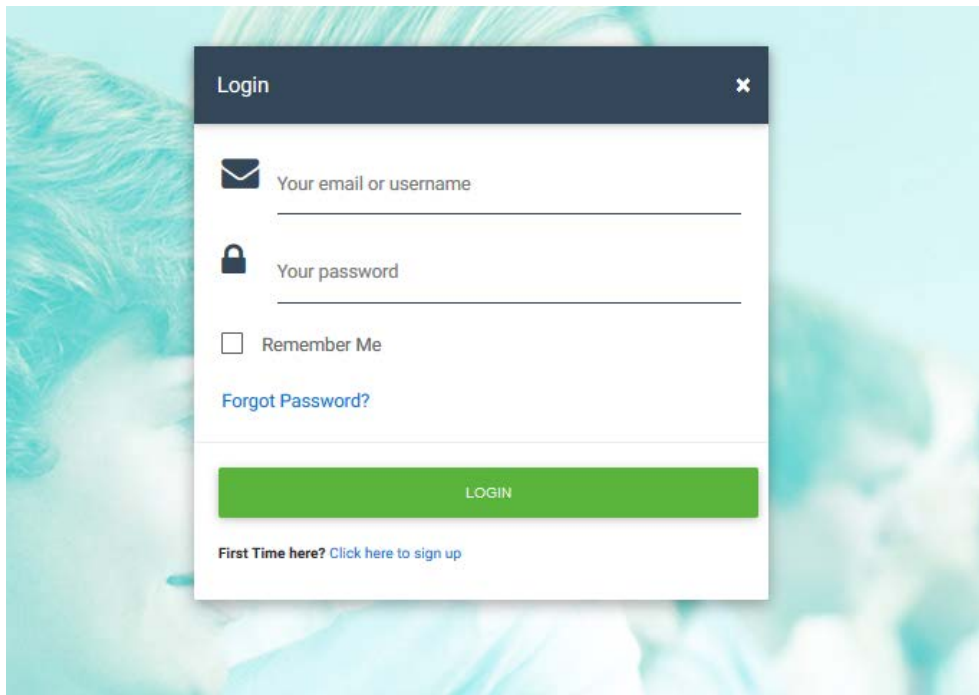 Login
Your email or username
Your password
Remember Me
Forgot Password?
LOGIN
First Time here? Click here to sign up